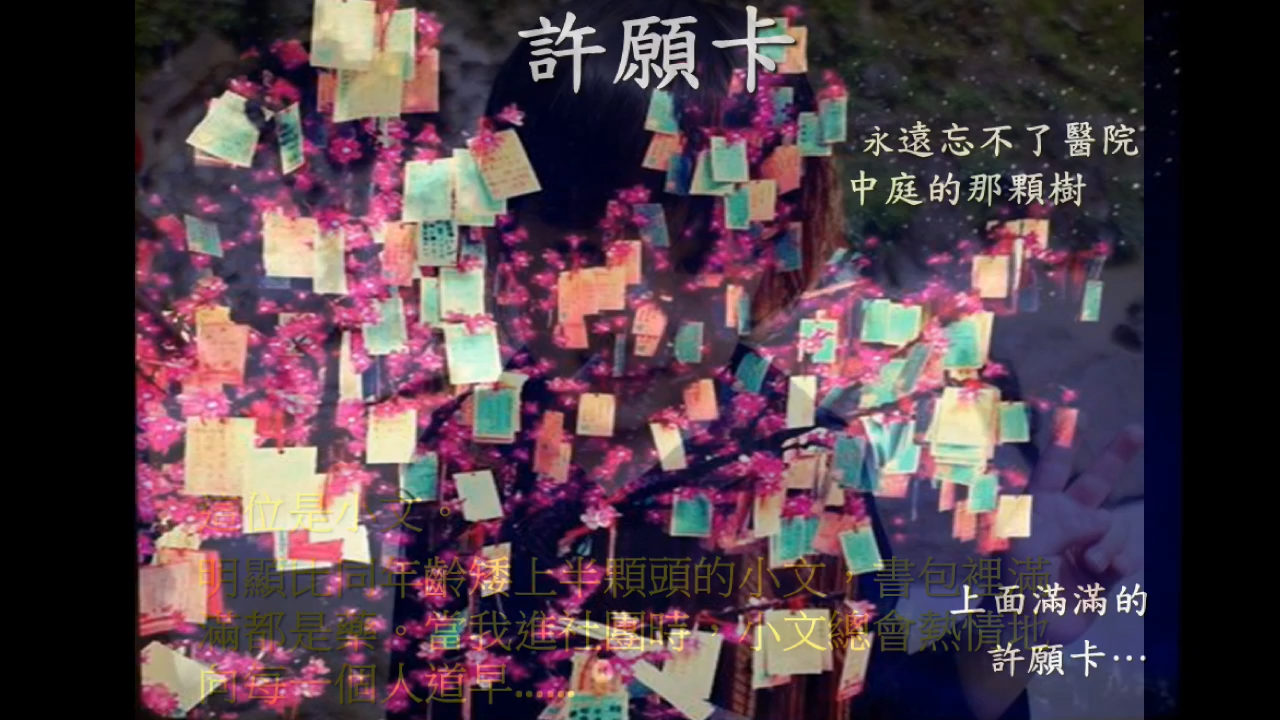 許願卡
永遠忘不了醫院
中庭的那顆樹
這位是小文。
明顯比同年齡矮上半顆頭的小文，書包裡滿
滿都是藥。當我進社團時，小文總會熱情地
向每一個人道早……
上面滿滿的
許願卡…